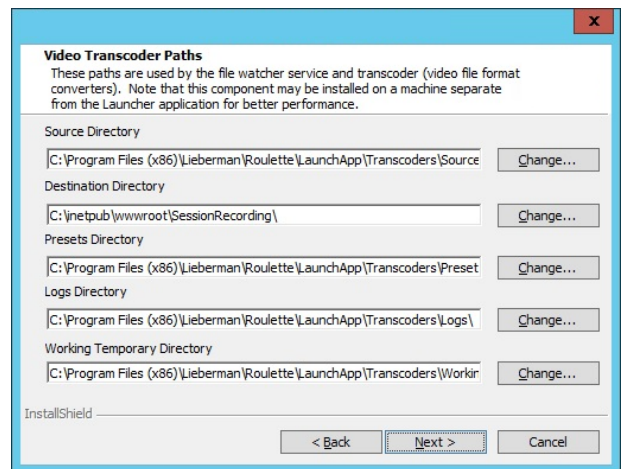 x
Video Transcoder Paths
These paths are used by the file watcher service and transcoder (video file format
converters). Note that this component may be installed on a machine separate
from the Launcher application for better performance.
Source Directory
C:\Program Files (x86)\Lieberman\Roulette\LaunchApp\Transcoders\Source
Change...
Destination Directory
C:\inetpub\wwwroot\SessionRecording\
Change...
Presets Directory
C:\Program Files (x86)\Lieberman\Roulette\LaunchApp\Transcoders\Preset
Change...
Logs Directory
C:\Program Files (x86)\Lieberman\Roulette\LaunchApp\Transcoders\Logs\
Change...
Working Temporary Directory
C:\Program Files (x86)\Lieberman\Roulette\LaunchApp\Transcoders\Workin
Change...
InstallShield
< Back
Next >
Cancel